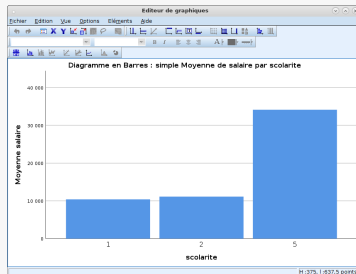 Editeur de graphiques
Fichier Edition Vue Options Eléments Aide
Diagramme en Barres : simple Moyenne de salaire par scolarite
Moyenne salaire
40 000
30 000
20 000
10 000
0
1 2 5
scolarite
H :375, l :637,5 points